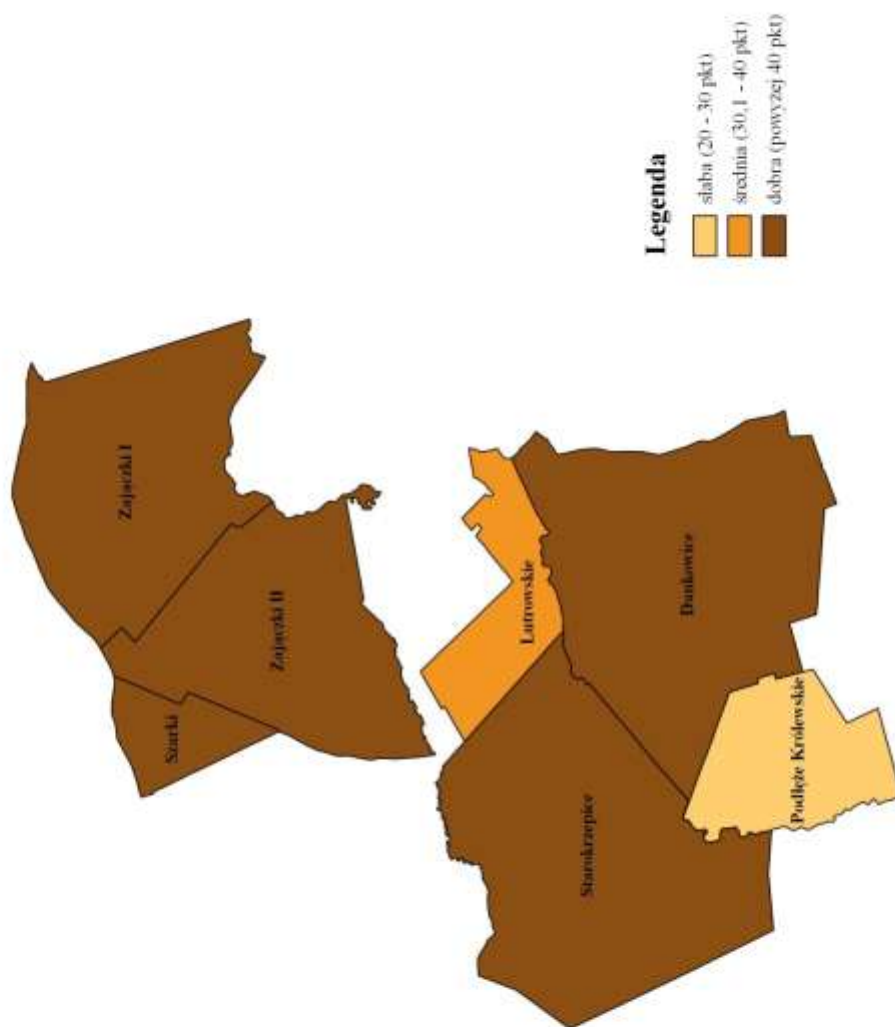 Legenda
słaba (20 - 30 pkt)
średnia (30,1 - 40 pkt)
dobra (powyżej 40 pkt)
Szarki
Zajączki I
Zajączki II
Lutrowskie
Starokrzepice
Dankowice
Podłęże Królewskie